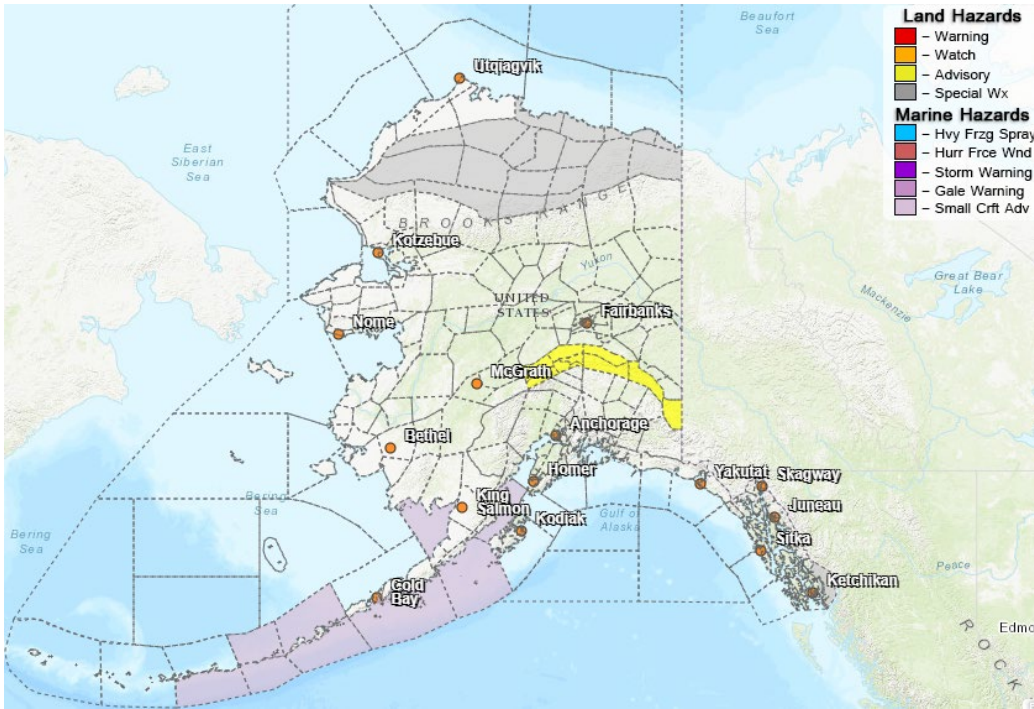 Beaufort
Sea
Land Hazards
– Warning
– Watch
– Advisory
– Special Wx
Marine Hazards
– Hvy Frzg Spray
– Hurr Frce Wnd
– Storm Warning
– Gale Warning
– Small Crft Adv
Utqiagvik
East
Siberian
Sea
BROOKS RANGE
Kotzebue
Yukon
Great Bear
Lake
Mackenzie
UNITED
STATES
Fairbanks
Nome
McGrath
Anchorage
Bethel
Homer
Yakutat
Skagway
King
Salmon
Juneau
Bering
Sea
Kodiak
Gulf of
Alaska
Sitka
Bering
Sea
Peace
Cold
Bay
Ketchikan
Edmo
ROCK